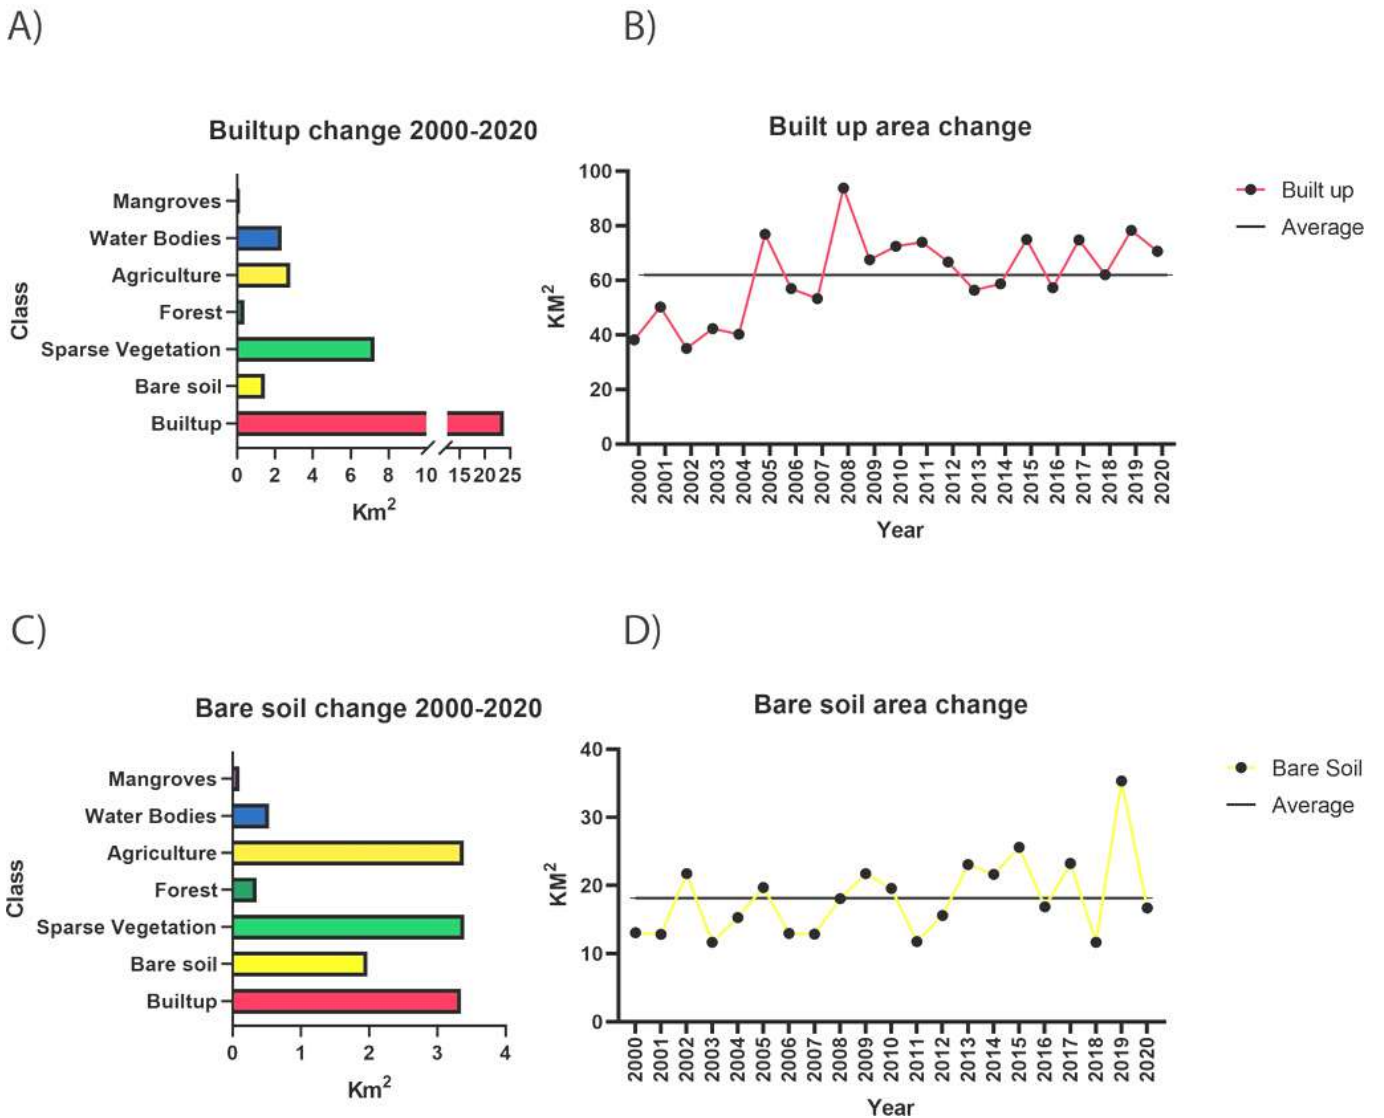 A)
Builtup change 2000-2020
Class
Mangroves
Water Bodies
Agriculture
Forest
Sparse Vegetation
Bare soil
Builtup
0 2 4 6 8 10 15 20 25
Km²
B)
Built up area change
KM²
100
80
60
40
20
0
2000 2001 2002 2003 2004 2005 2006 2007 2008 2009 2010 2011 2012 2013 2014 2015 2016 2017 2018 2019 2020
Year
Built up
Average
C)
Bare soil change 2000-2020
Class
Mangroves
Water Bodies
Agriculture
Forest
Sparse Vegetation
Bare soil
Builtup
0 1 2 3 4
Km²
D)
Bare soil area change
KM²
40
30
20
10
0
2000 2001 2002 2003 2004 2005 2006 2007 2008 2009 2010 2011 2012 2013 2014 2015 2016 2017 2018 2019 2020
Year
Bare Soil
Average